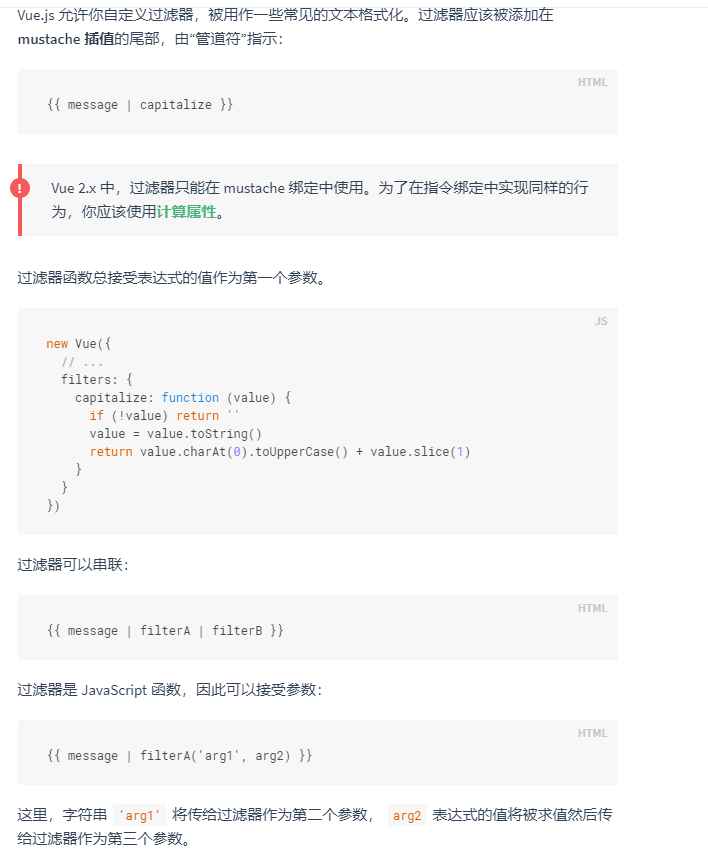 Vue.js 允许你自定义过滤器，被用作一些常见的文本格式化。过滤器应该被添加在
mustache 插值的尾部，由“管道符”指示：
HTML
{{ message | capitalize }}
!
Vue 2.x 中，过滤器只能在 mustache 绑定中使用。为了在指令绑定中实现同样的行
为，你应该使用计算属性。
过滤器函数总接受表达式的值作为第一个参数。
JS
new Vue({
  // ...
  filters: {
    capitalize: function (value) {
      if (!value) return ''
      value = value.toString()
      return value.charAt(0).toUpperCase() + value.slice(1)
    }
  }
})
过滤器可以串联：
HTML
{{ message | filterA | filterB }}
过滤器是 JavaScript 函数，因此可以接受参数：
HTML
{{ message | filterA('arg1', arg2) }}
这里，字符串 'arg1' 将传给过滤器作为第二个参数， arg2 表达式的值将被求值然后传
给过滤器作为第三个参数。